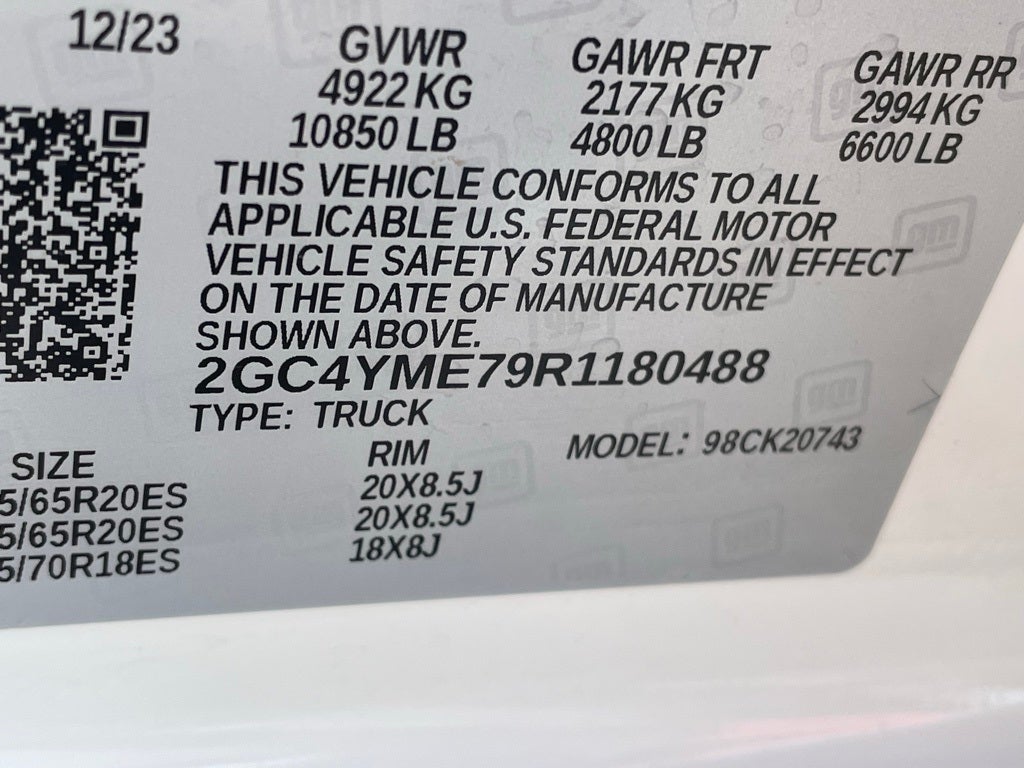 12/23
GVWR GAWR FRT GAWR RR
4922 KG 2177 KG 2994 KG
10850 LB 4800 LB 6600 LB
THIS VEHICLE CONFORMS TO ALL
APPLICABLE U.S. FEDERAL MOTOR
VEHICLE SAFETY STANDARDS IN EFFECT
ON THE DATE OF MANUFACTURE
SHOWN ABOVE.
2GC4YME79R1180488
TYPE: TRUCK
MODEL: 98CK20743
SIZE RIM
5/65R20ES 20X8.5J
5/65R20ES 20X8.5J
5/70R18ES 18X8J